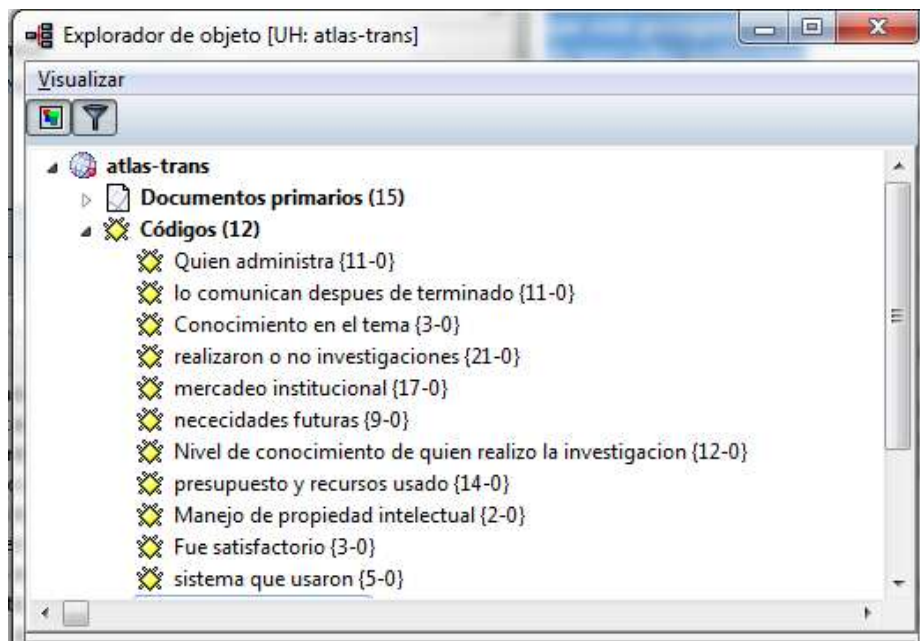 Explorador de objeto [UH: atlas-trans]
Visualizar
atlas-trans
Documentos primarios (15)
Códigos (12)
Quien administra {11-0}
lo comunican despues de terminado {11-0}
Conocimiento en el tema {3-0}
realizaron o no investigaciones {21-0}
mercadeo institucional {17-0}
nececidades futuras {9-0}
Nivel de conocimiento de quien realizo la investigacion {12-0}
presupuesto y recursos usado {14-0}
Manejo de propiedad intelectual {2-0}
Fue satisfactorio {3-0}
sistema que usaron {5-0}